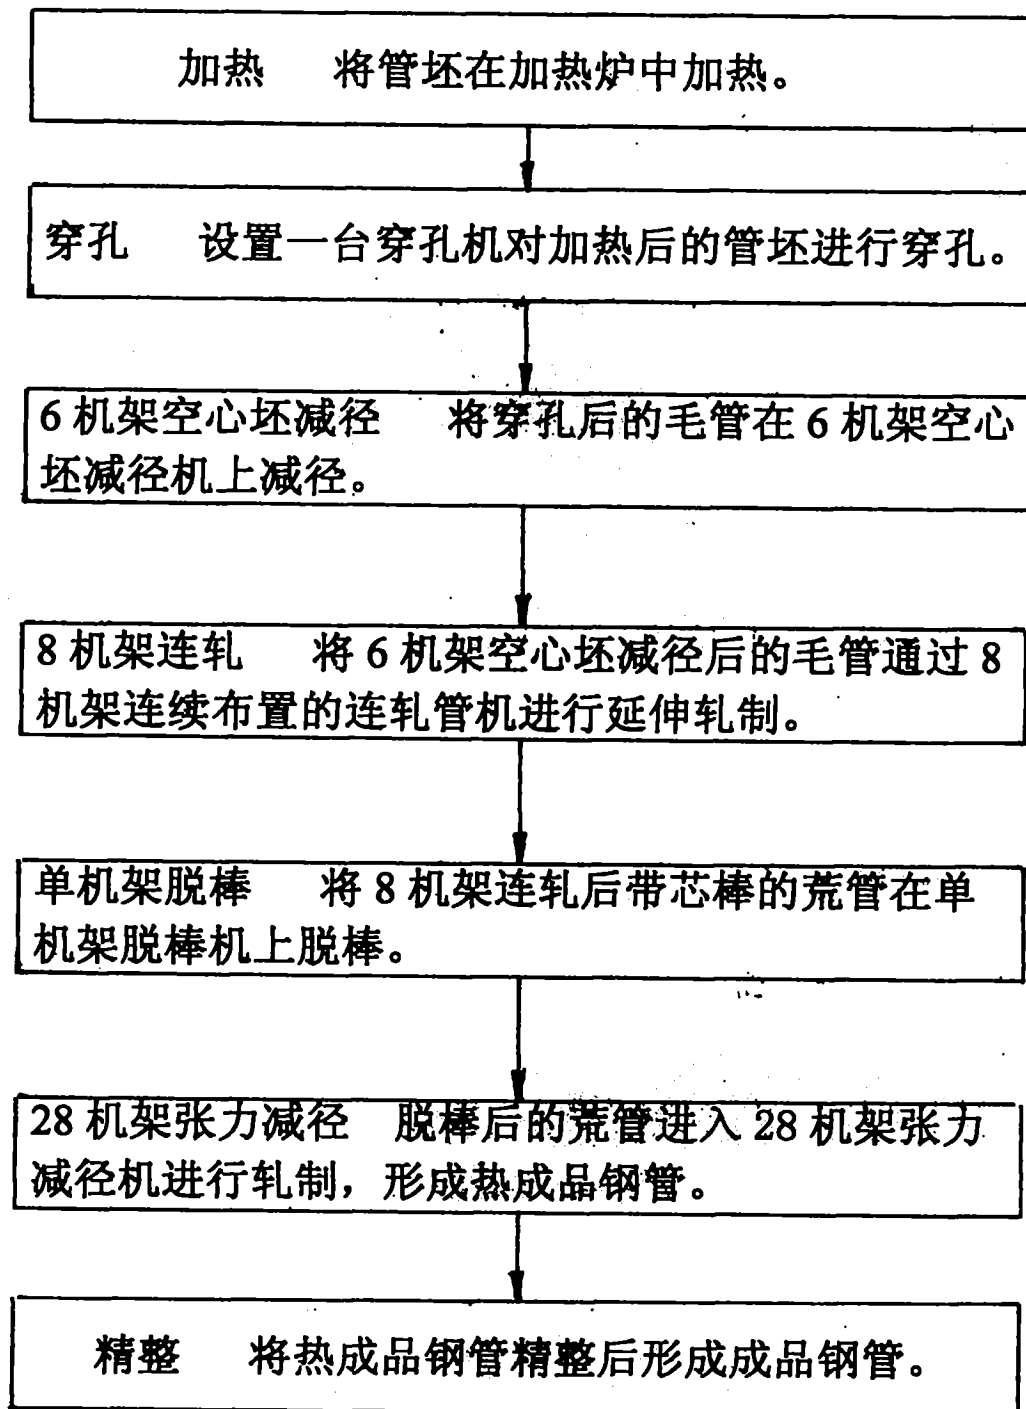 加热 将管坯在加热炉中加热。
穿孔 设置一台穿孔机对加热后的管坯进行穿孔。
6 机架空心坯减径 将穿孔后的毛管在 6 机架空心
坯减径机上减径。
8 机架连轧 将 6 机架空心坯减径后的毛管通过 8
机架连续布置的连轧管机进行延伸轧制。
单机架脱棒 将 8 机架连轧后带芯棒的荒管在单
机架脱棒机上脱棒。
28 机架张力减径 脱棒后的荒管进入 28 机架张力
减径机进行轧制，形成热成品钢管。
精整 将热成品钢管精整后形成成品钢管。